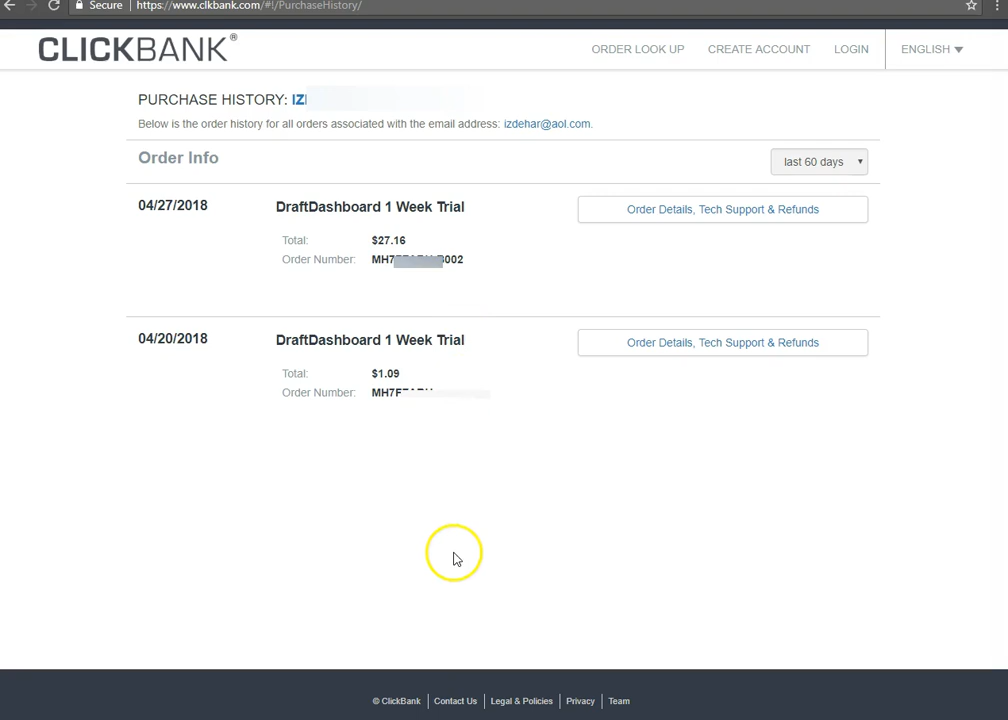 Secure https://www.clkbank.com/#!/PurchaseHistory/
CLICKBANK®
ORDER LOOK UP CREATE ACCOUNT LOGIN ENGLISH
PURCHASE HISTORY: IZ
Below is the order history for all orders associated with the email address: izdehar@aol.com.
Order Info last 60 days
04/27/2018 DraftDashboard 1 Week Trial Order Details, Tech Support & Refunds
Total: $27.16
Order Number: MH7 002
04/20/2018 DraftDashboard 1 Week Trial Order Details, Tech Support & Refunds
Total: $1.09
Order Number: MH7
© ClickBank Contact Us Legal & Policies Privacy Team